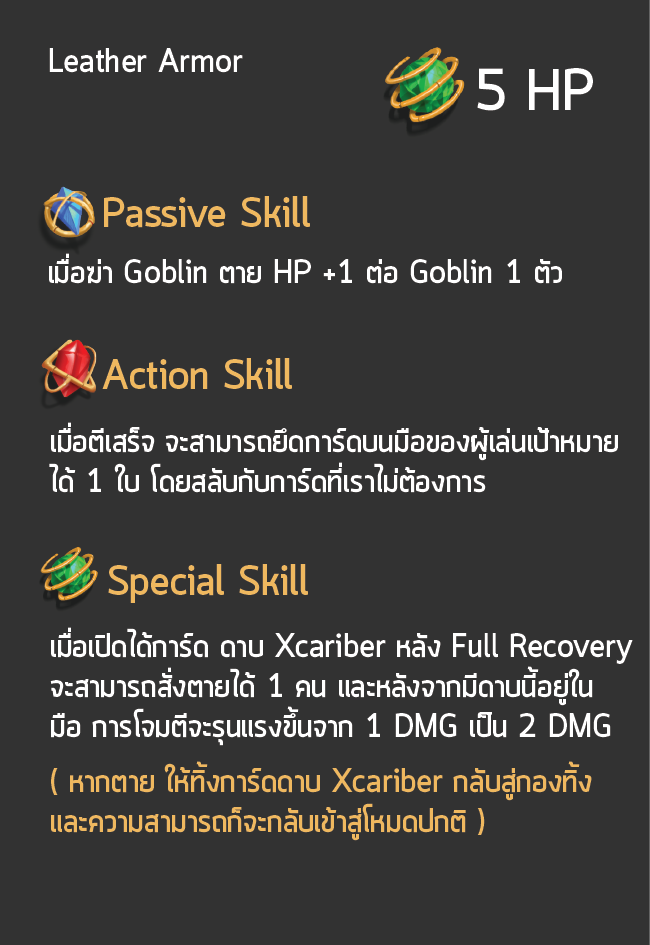 Leather Armor
5 HP
Passive Skill
เมื่อฆ่า Goblin ตาย HP +1 ต่อ Goblin 1 ตัว
Action Skill
เมื่อตีเสร็จ จะสามารถยึดการ์ดบนมือของผู้เล่นเป้าหมาย
ได้ 1 ใบ โดยสลับกับการ์ดที่เราไม่ต้องการ
Special Skill
เมื่อเปิดได้การ์ด ดาบ Xcariber หลัง Full Recovery
จะสามารถสั่งตายได้ 1 คน และหลังจากมีดาบนี้อยู่ใน
มือ การโจมตีจะรุนแรงขึ้นจาก 1 DMG เป็น 2 DMG
( หากตาย ให้ทิ้งการ์ดดาบ Xcariber กลับสู่กองทิ้ง
และความสามารถก็จะกลับเข้าสู่โหมดปกติ )